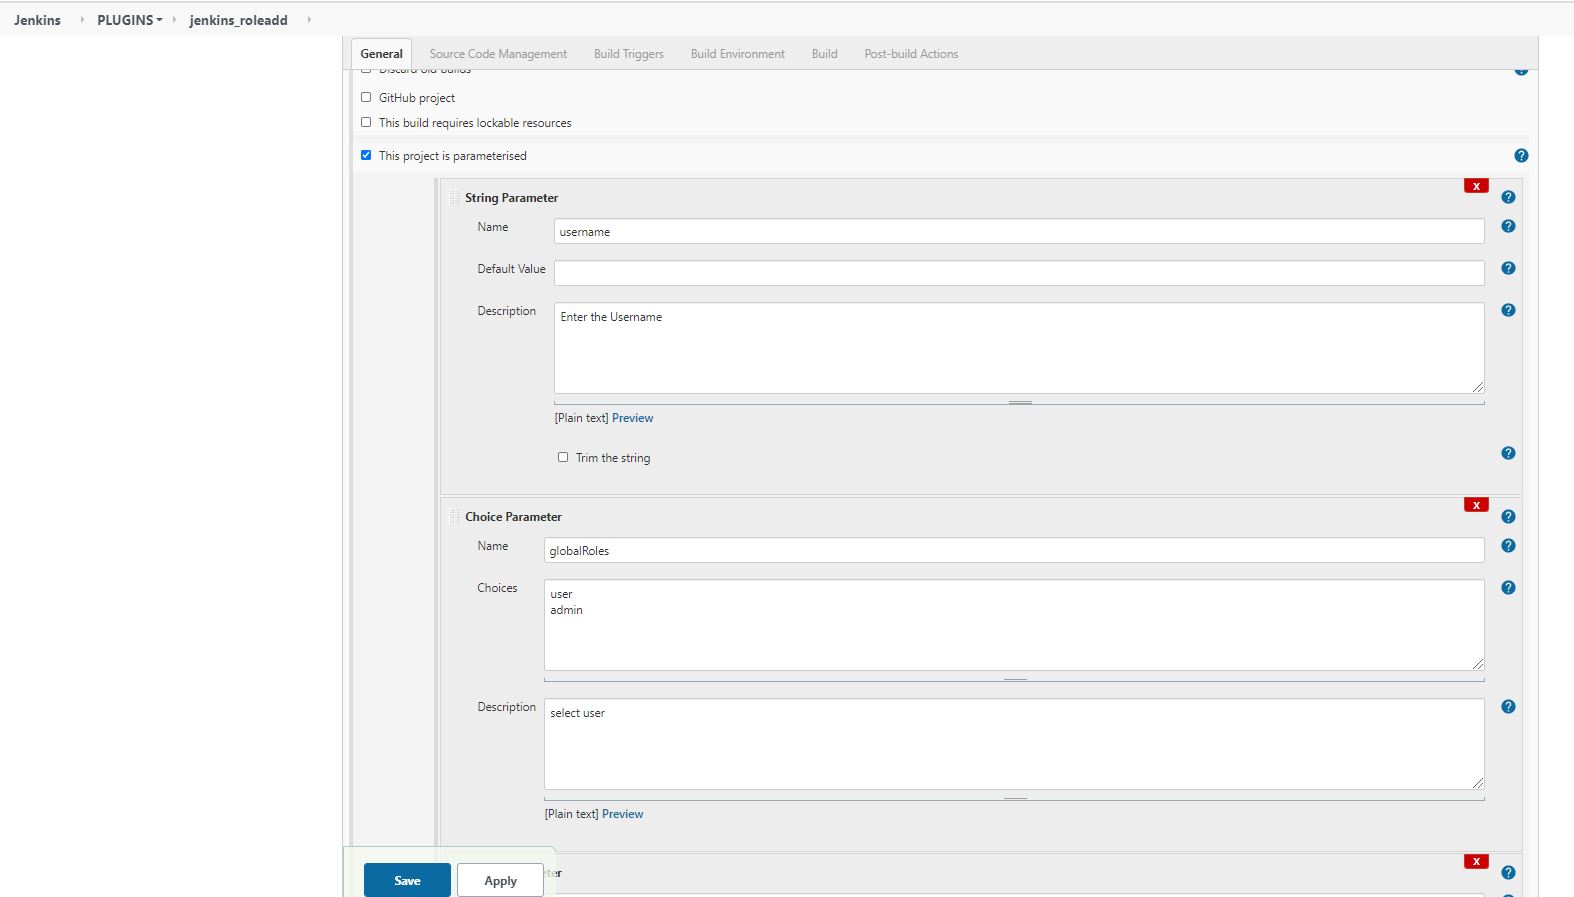 Jenkins PLUGINS jenkins_roleadd
General Source Code Management Build Triggers Build Environment Build Post-build Actions
Discard old builds
GitHub project
This build requires lockable resources
This project is parameterised
?
x
String Parameter
?
Name username
?
Default Value
?
Description Enter the Username
?
[Plain text] Preview
Trim the string
?
x
Choice Parameter
?
Name globalRoles
?
Choices user
admin
?
Description select user
?
[Plain text] Preview
x
?
Save Apply